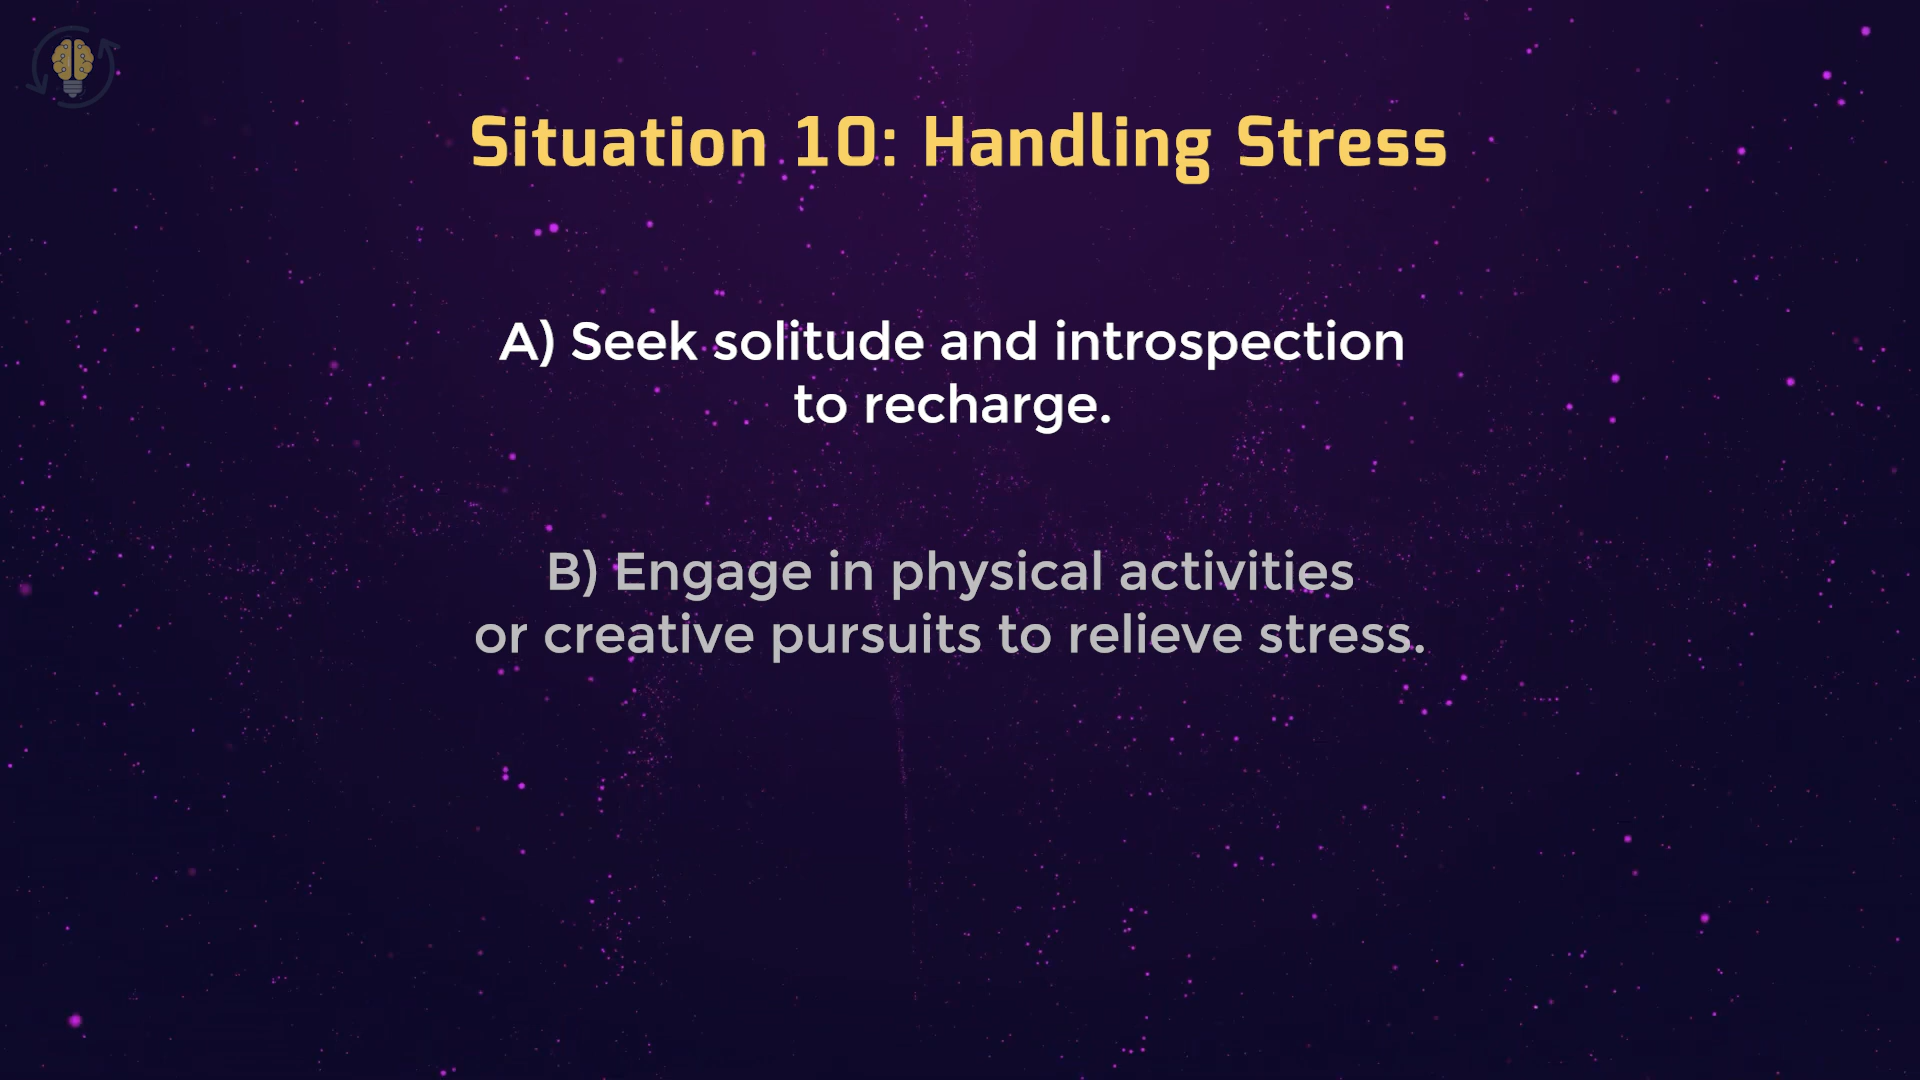 Situation 10: Handling Stress
A) Seek solitude and introspection
to recharge.
B) Engage in physical activities
or creative pursuits to relieve stress.